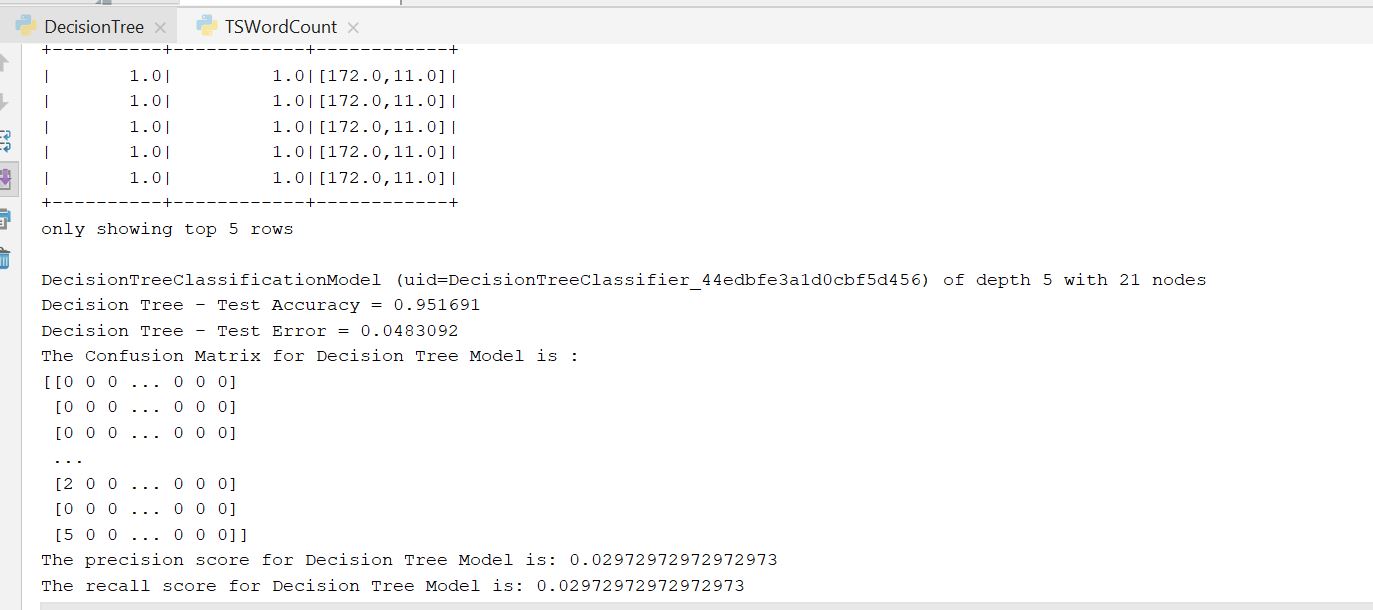 DecisionTree × TSWordCount ×
+----------+------------+------------+
|       1.0|         1.0|[172.0,11.0]|
|       1.0|         1.0|[172.0,11.0]|
|       1.0|         1.0|[172.0,11.0]|
|       1.0|         1.0|[172.0,11.0]|
|       1.0|         1.0|[172.0,11.0]|
+----------+------------+------------+
only showing top 5 rows
DecisionTreeClassificationModel (uid=DecisionTreeClassifier_44edbfe3a1d0cbf5d456) of depth 5 with 21 nodes
Decision Tree - Test Accuracy = 0.951691
Decision Tree - Test Error = 0.0483092
The Confusion Matrix for Decision Tree Model is :
[[0 0 0 ... 0 0 0]
 [0 0 0 ... 0 0 0]
 [0 0 0 ... 0 0 0]
 ...
 [2 0 0 ... 0 0 0]
 [0 0 0 ... 0 0 0]
 [5 0 0 ... 0 0 0]]
The precision score for Decision Tree Model is: 0.02972972972972973
The recall score for Decision Tree Model is: 0.02972972972972973